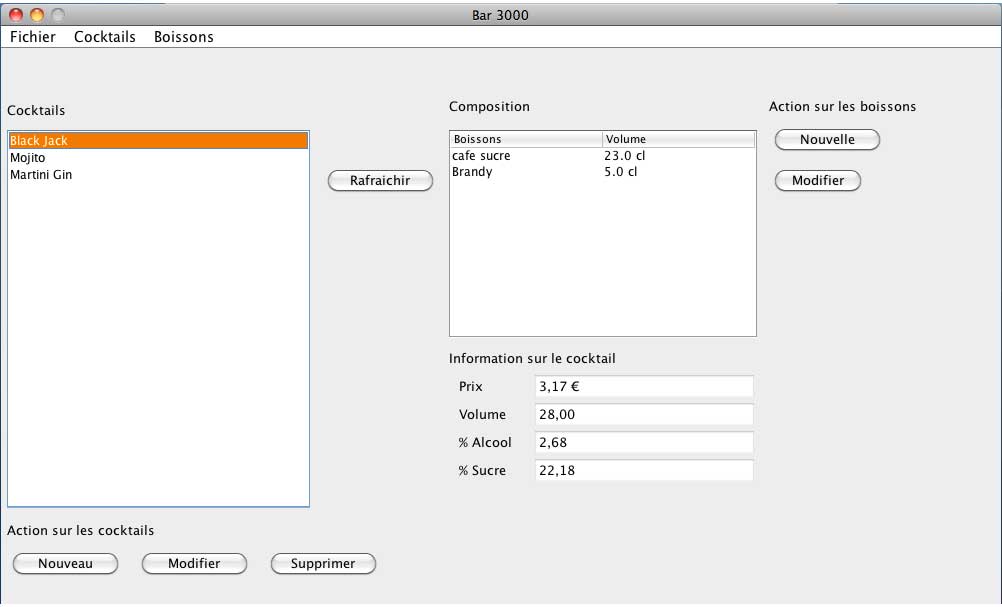 Bar 3000
Fichier Cocktails Boissons
Cocktails
Black Jack
Mojito
Martini Gin
Rafraichir
Composition
Boissons Volume
cafe sucre 23.0 cl
Brandy 5.0 cl
Action sur les boissons
Nouvelle
Modifier
Information sur le cocktail
Prix 3,17 €
Volume 28,00
% Alcool 2,68
% Sucre 22,18
Action sur les cocktails
Nouveau Modifier Supprimer